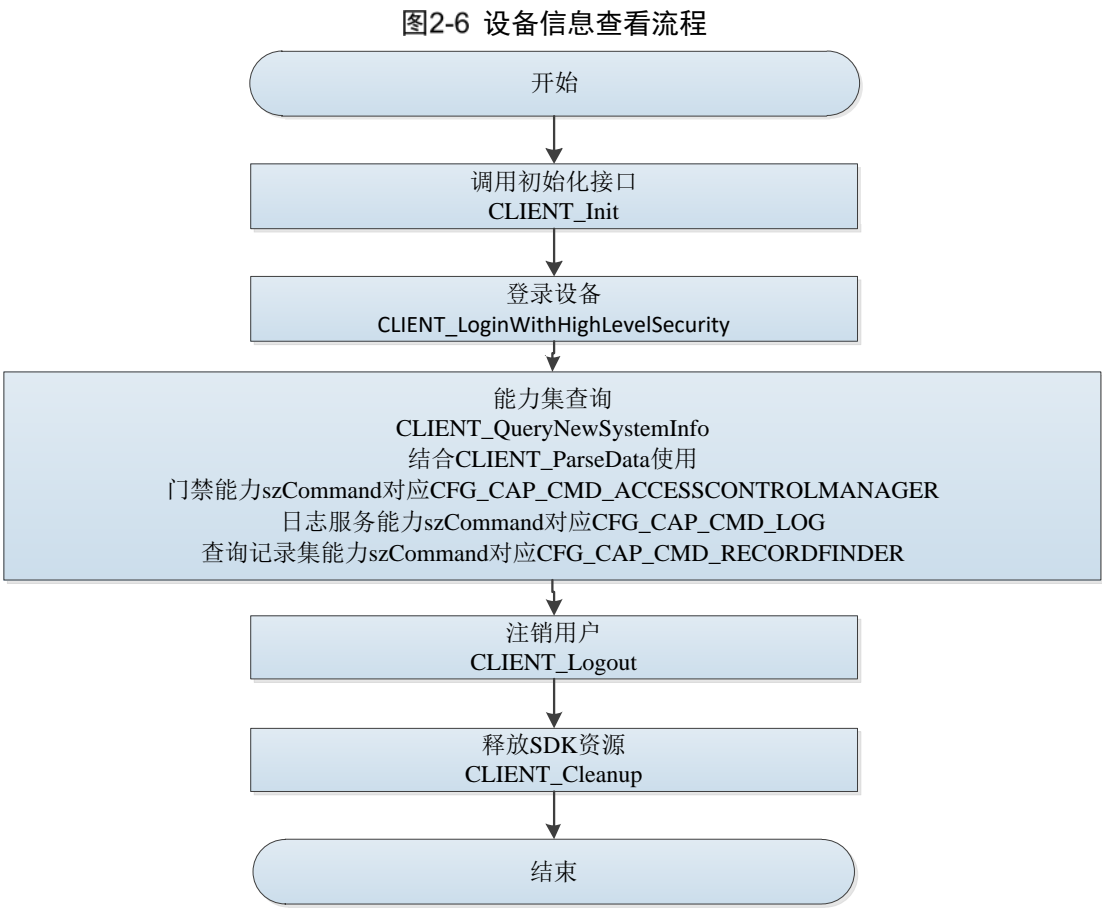 图2-6 设备信息查看流程
开始
调用初始化接口
CLIENT_Init
登录设备
CLIENT_LoginWithHighLevelSecurity
能力集查询
CLIENT_QueryNewSystemInfo
结合CLIENT_ParseData使用
门禁能力szCommand对应CFG_CAP_CMD_ACCESSCONTROLMANAGER
日志服务能力szCommand对应CFG_CAP_CMD_LOG
查询记录集能力szCommand对应CFG_CAP_CMD_RECORDFINDER
注销用户
CLIENT_Logout
释放SDK资源
CLIENT_Cleanup
结束